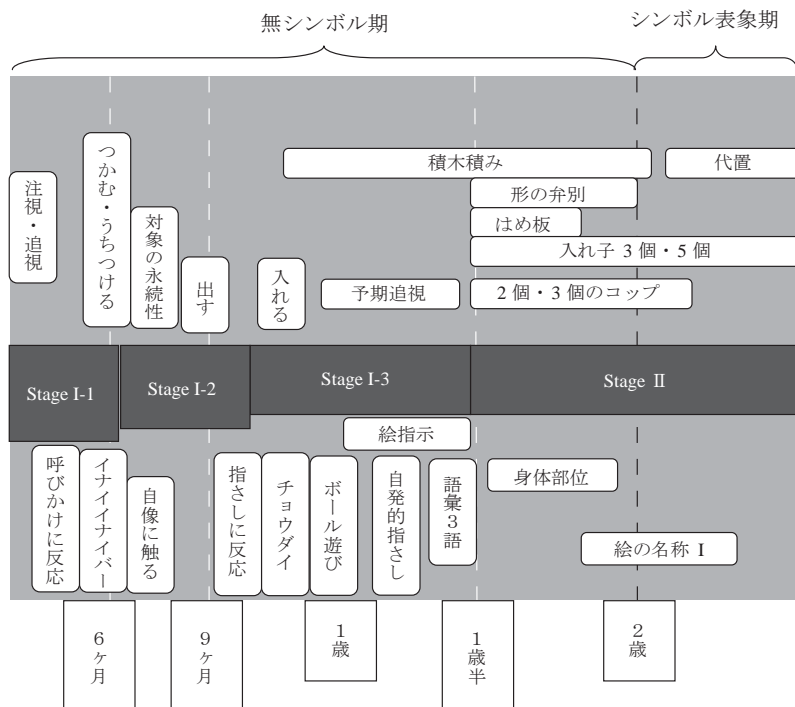 無シンボル期
シンボル表象期
積木積み
代置
形の弁別
はめ板
入れ子 3 個・5 個
予期追視
2 個・3 個のコップ
注視・追視
つかむ・うちつける
対象の永続性
出す
入れる
Stage I-1
Stage I-2
Stage I-3
Stage Ⅱ
絵指示
呼びかけに反応
イナイイナイバー
自像に触る
指さしに反応
チョウダイ
ボール遊び
自発的指さし
語彙3語
身体部位
絵の名称 I
6ヶ月
9ヶ月
1歳
1歳半
2歳